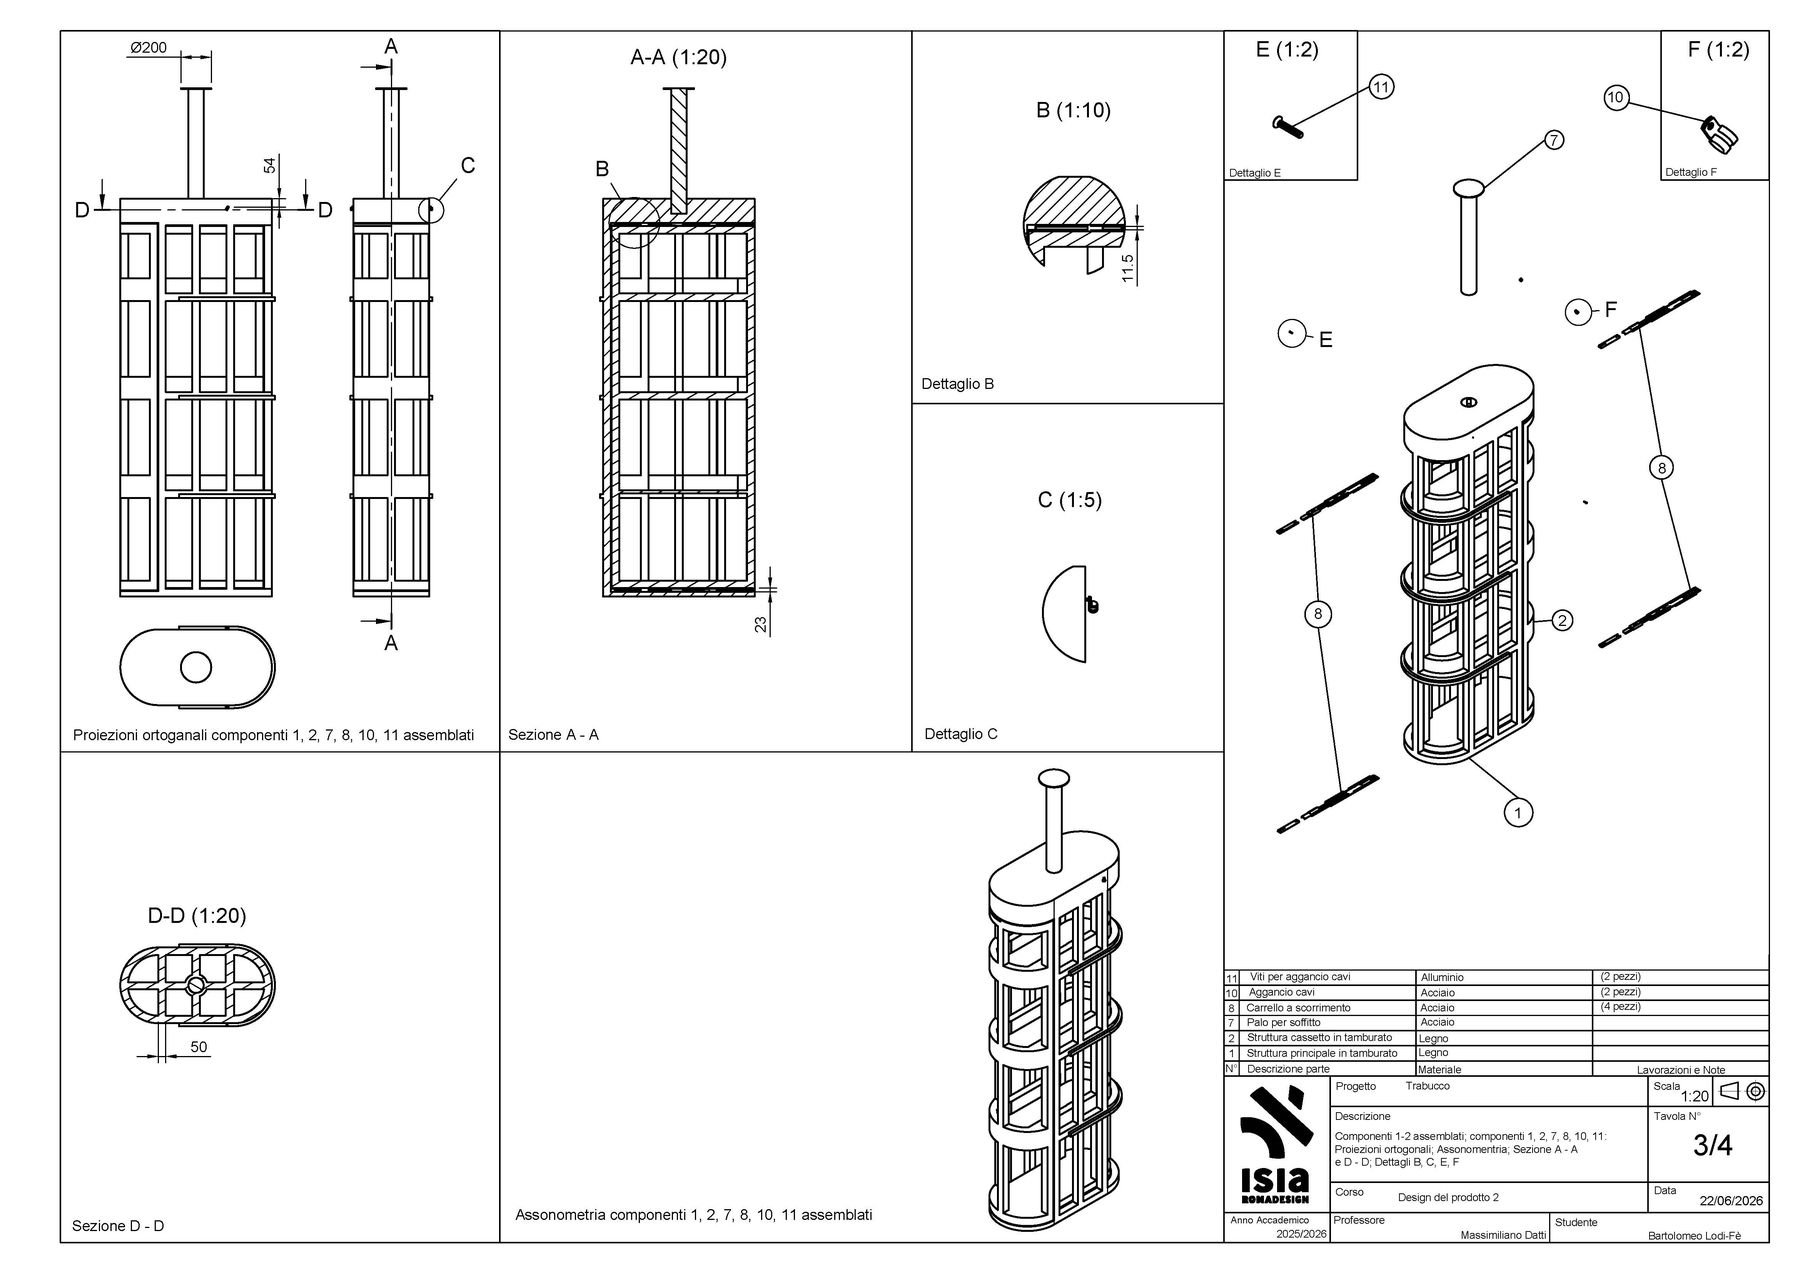 Ø200
A
54
D
D
C
A
Proiezioni ortoganali componenti 1, 2, 7, 8, 10, 11 assemblati
A-A (1:20)
B
23
Sezione A - A
B (1:10)
11.5
Dettaglio B
C (1:5)
Dettaglio C
E (1:2)
11
Dettaglio E
F (1:2)
10
Dettaglio F
7
E
F
8
8
2
1
D-D (1:20)
50
Sezione D - D
Assonometria componenti 1, 2, 7, 8, 10, 11 assemblati
11 Viti per aggancio cavi Alluminio (2 pezzi)
10 Aggancio cavi Acciaio (2 pezzi)
8 Carrello a scorrimento Acciaio (4 pezzi)
7 Palo per soffitto Acciaio
2 Struttura cassetto in tamburato Legno
1 Struttura principale in tamburato Legno
N° Descrizione parte Materiale Lavorazioni e Note
ISIA
ROMADESIGN
Progetto Trabucco
Scala 1:20
Descrizione
Componenti 1-2 assemblati; componenti 1, 2, 7, 8, 10, 11:
Proiezioni ortogonali; Assonomentria; Sezione A - A
e D - D; Dettagli B, C, E, F
Tavola N°
3/4
Corso Design del prodotto 2
Data
22/06/2026
Anno Accademico
2025/2026
Professore
Massimiliano Datti
Studente
Bartolomeo Lodi-Fè